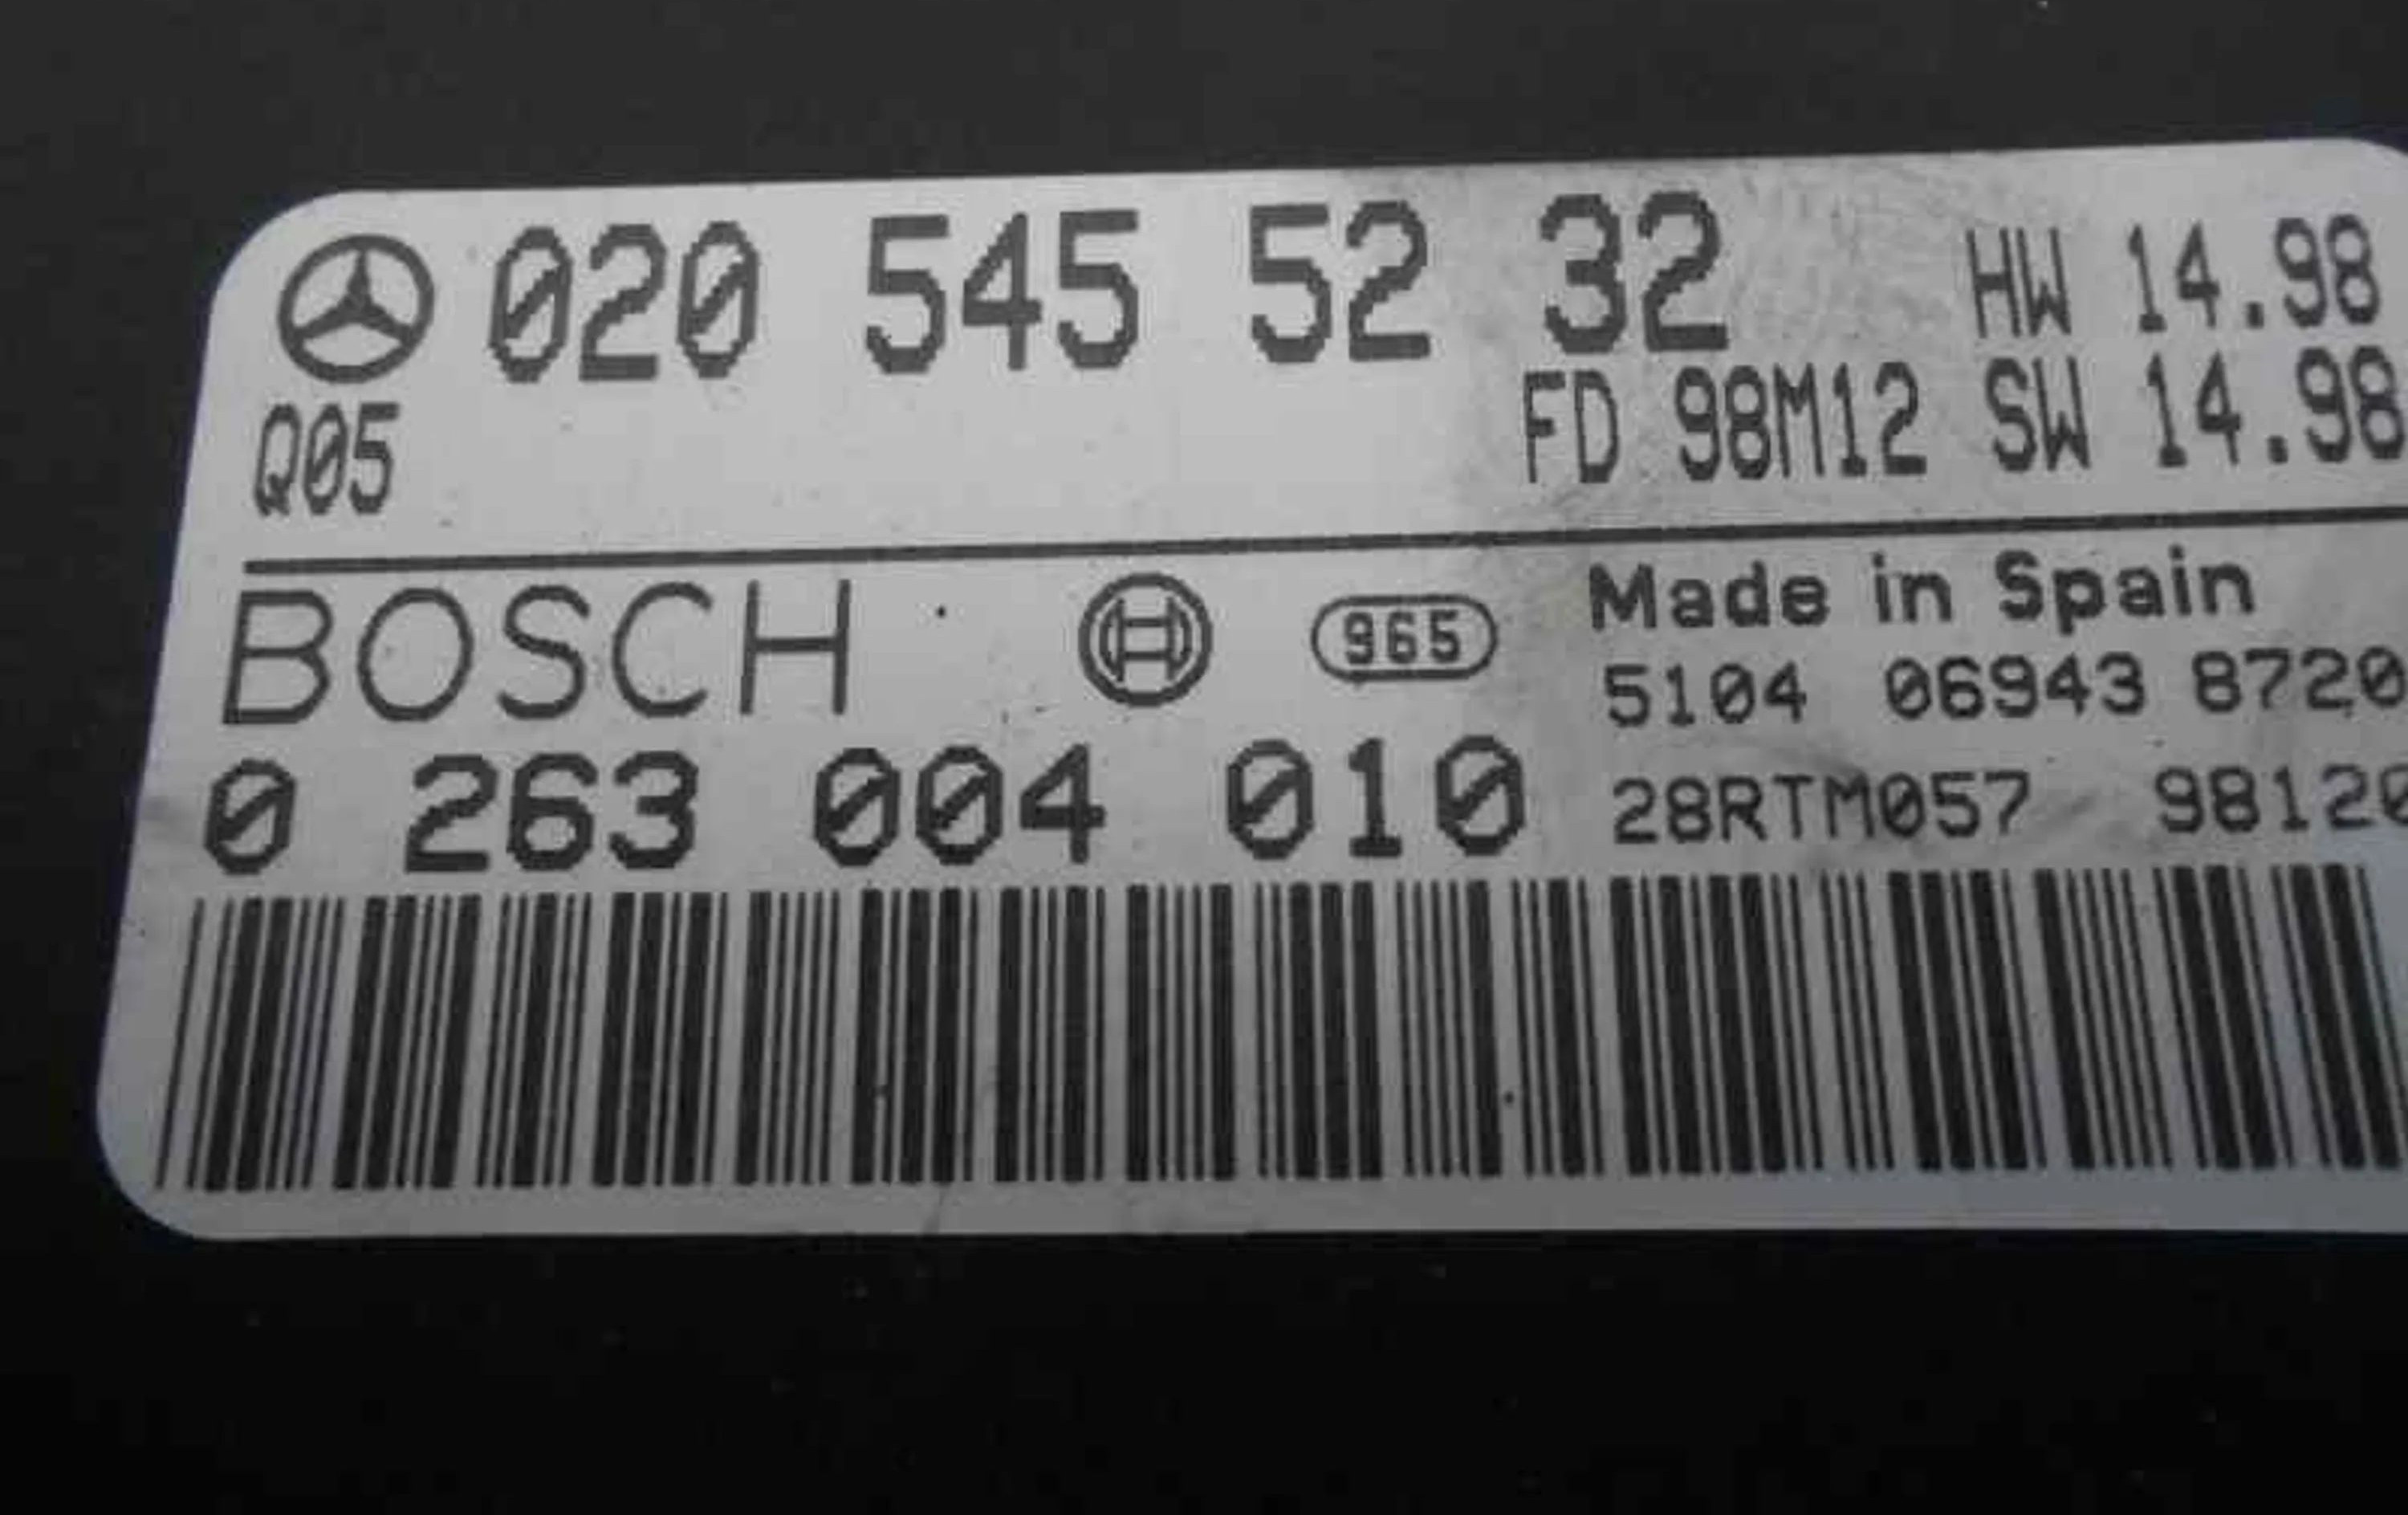 020 545 52 32 HW 14.98
Q05 FD 98M12 SW 14.98
BOSCH 965 Made in Spain
5104 06943 8720
0 263 004 010 28RTM057 98120